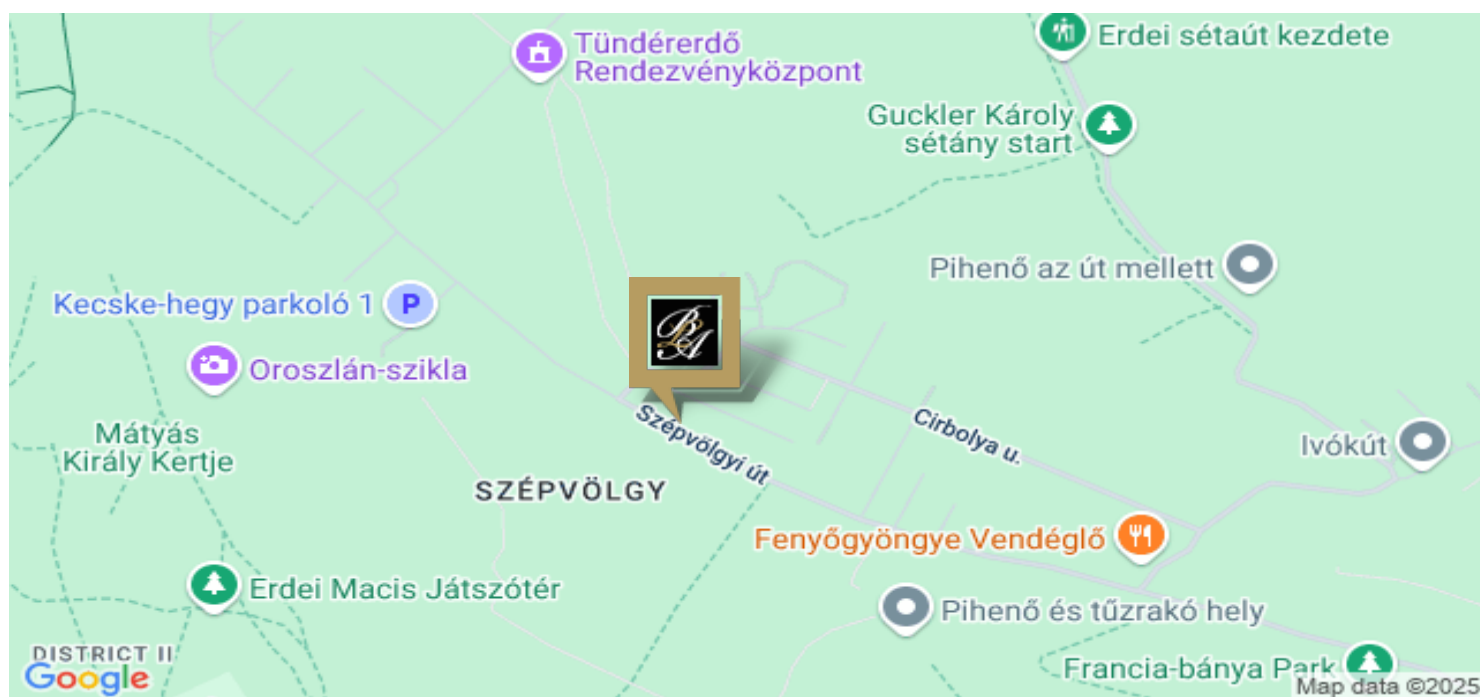 Tündérerdő
Rendezvényközpont
Erdei sétaút kezdete
Guckler Károly
sétány start
Pihenő az út mellett
Kecske-hegy parkoló 1 P
Oroszlán-szikla
BLA
Mátyás
Király Kertje
Szépvölgyi út
Cirbolya u.
Ivókút
SZÉPVÖLGY
Fenyőgyöngye Vendéglő
Erdei Macis Játszótér
Pihenő és tűzrakó hely
DISTRICT II
Google
Francia-bánya Park
Map data ©2025